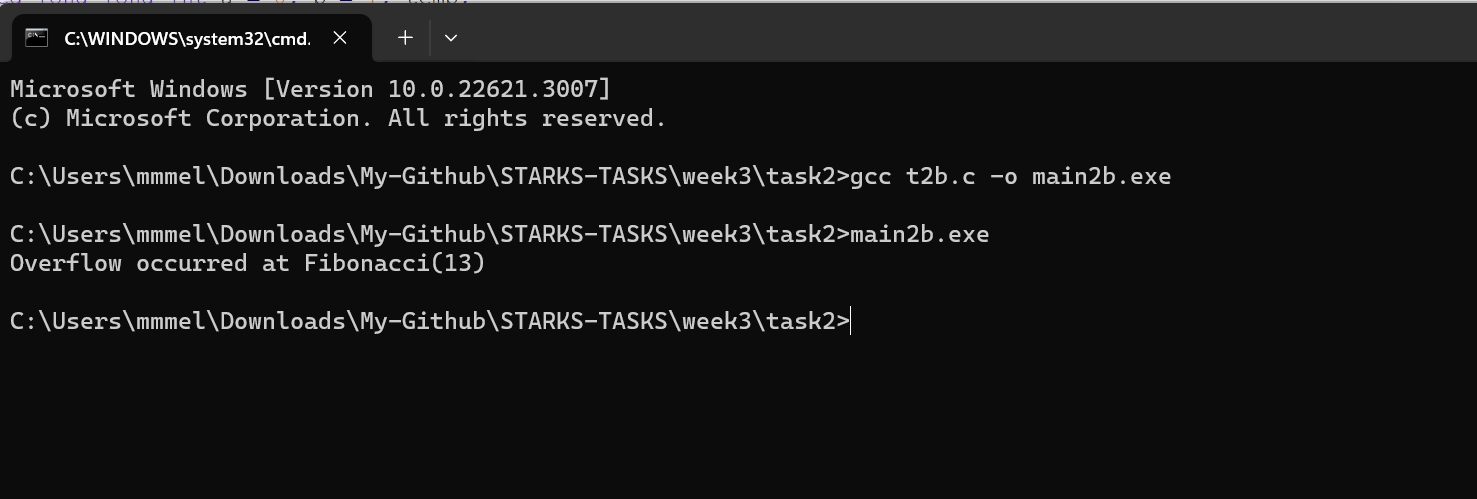 C:\WINDOWS\system32\cmd.
Microsoft Windows [Version 10.0.22621.3007]
(c) Microsoft Corporation. All rights reserved.
C:\Users\mmmel\Downloads\My-Github\STARKS-TASKS\week3\task2>gcc t2b.c -o main2b.exe
C:\Users\mmmel\Downloads\My-Github\STARKS-TASKS\week3\task2>main2b.exe
Overflow occurred at Fibonacci(13)
C:\Users\mmmel\Downloads\My-Github\STARKS-TASKS\week3\task2>